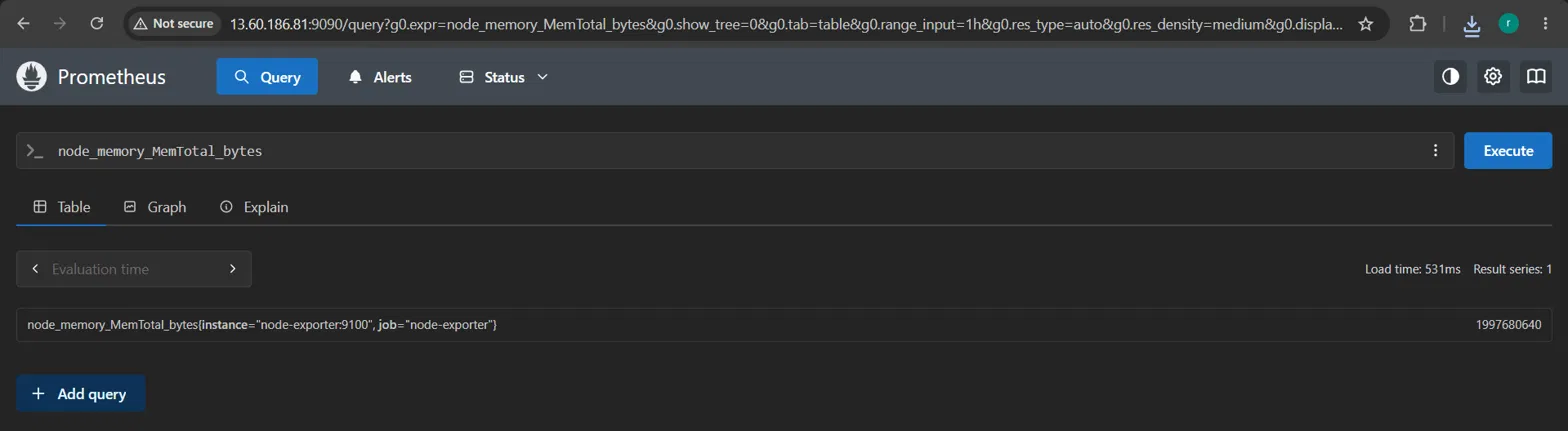 Not secure 13.60.186.81:9090/query?g0.expr=node_memory_MemTotal_bytes&g0.show_tree=0&g0.tab=table&g0.range_input=1h&g0.res_type=auto&g0.res_density=medium&g0.displa... r
Prometheus Query Alerts Status
>_ node_memory_MemTotal_bytes Execute
Table Graph Explain
Evaluation time Load time: 531ms Result series: 1
node_memory_MemTotal_bytes{instance="node-exporter:9100", job="node-exporter"} 1997680640
+ Add query